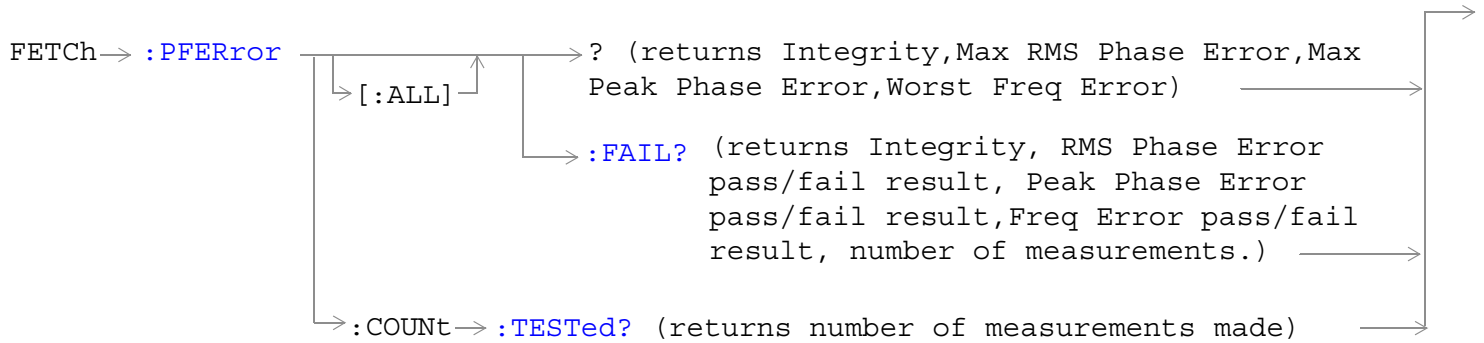 FETCh :PFERror ? (returns Integrity,Max RMS Phase Error,Max
[:ALL] Peak Phase Error,Worst Freq Error)
:FAIL? (returns Integrity, RMS Phase Error
pass/fail result, Peak Phase Error
pass/fail result,Freq Error pass/fail
result, number of measurements.)
:COUNt :TESTed? (returns number of measurements made)